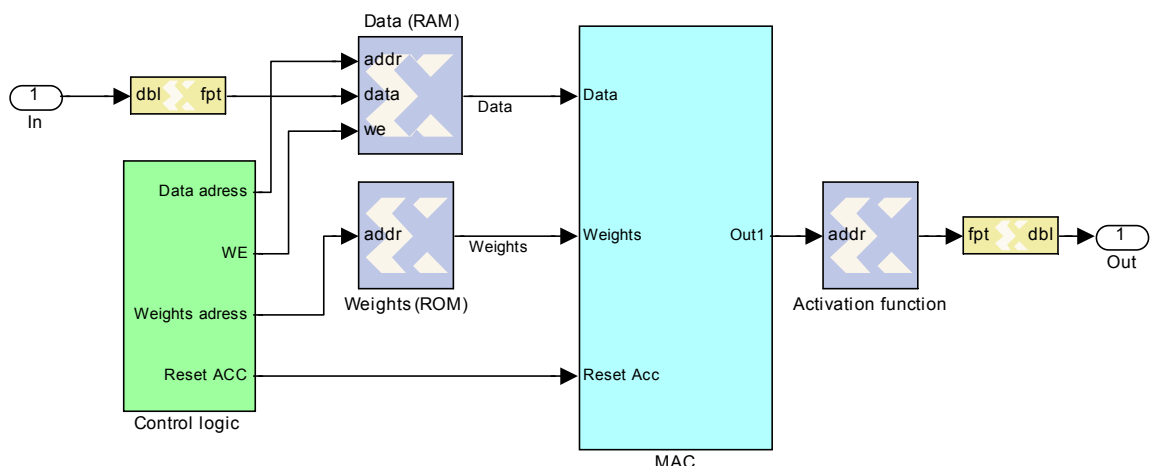 Data (RAM)
addr
data
we
Data
1
In
dbl fpt
Data adress
WE
Weights adress
Reset ACC
Control logic
addr
Weights
Weights (ROM)
Data
Weights
Reset Acc
Out1
MAC
addr
Activation function
fpt dbl
1
Out